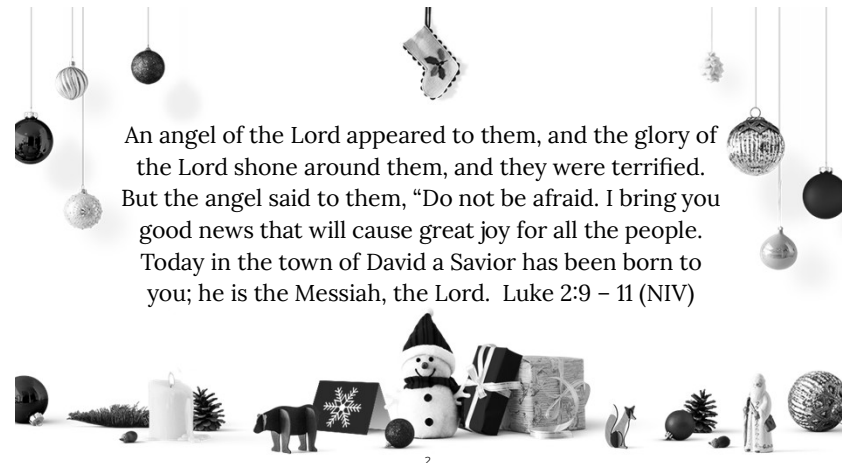 An angel of the Lord appeared to them, and the glory of
the Lord shone around them, and they were terrified.
But the angel said to them, “Do not be afraid. I bring you
good news that will cause great joy for all the people.
Today in the town of David a Savior has been born to
you; he is the Messiah, the Lord.  Luke 2:9 – 11 (NIV)
2